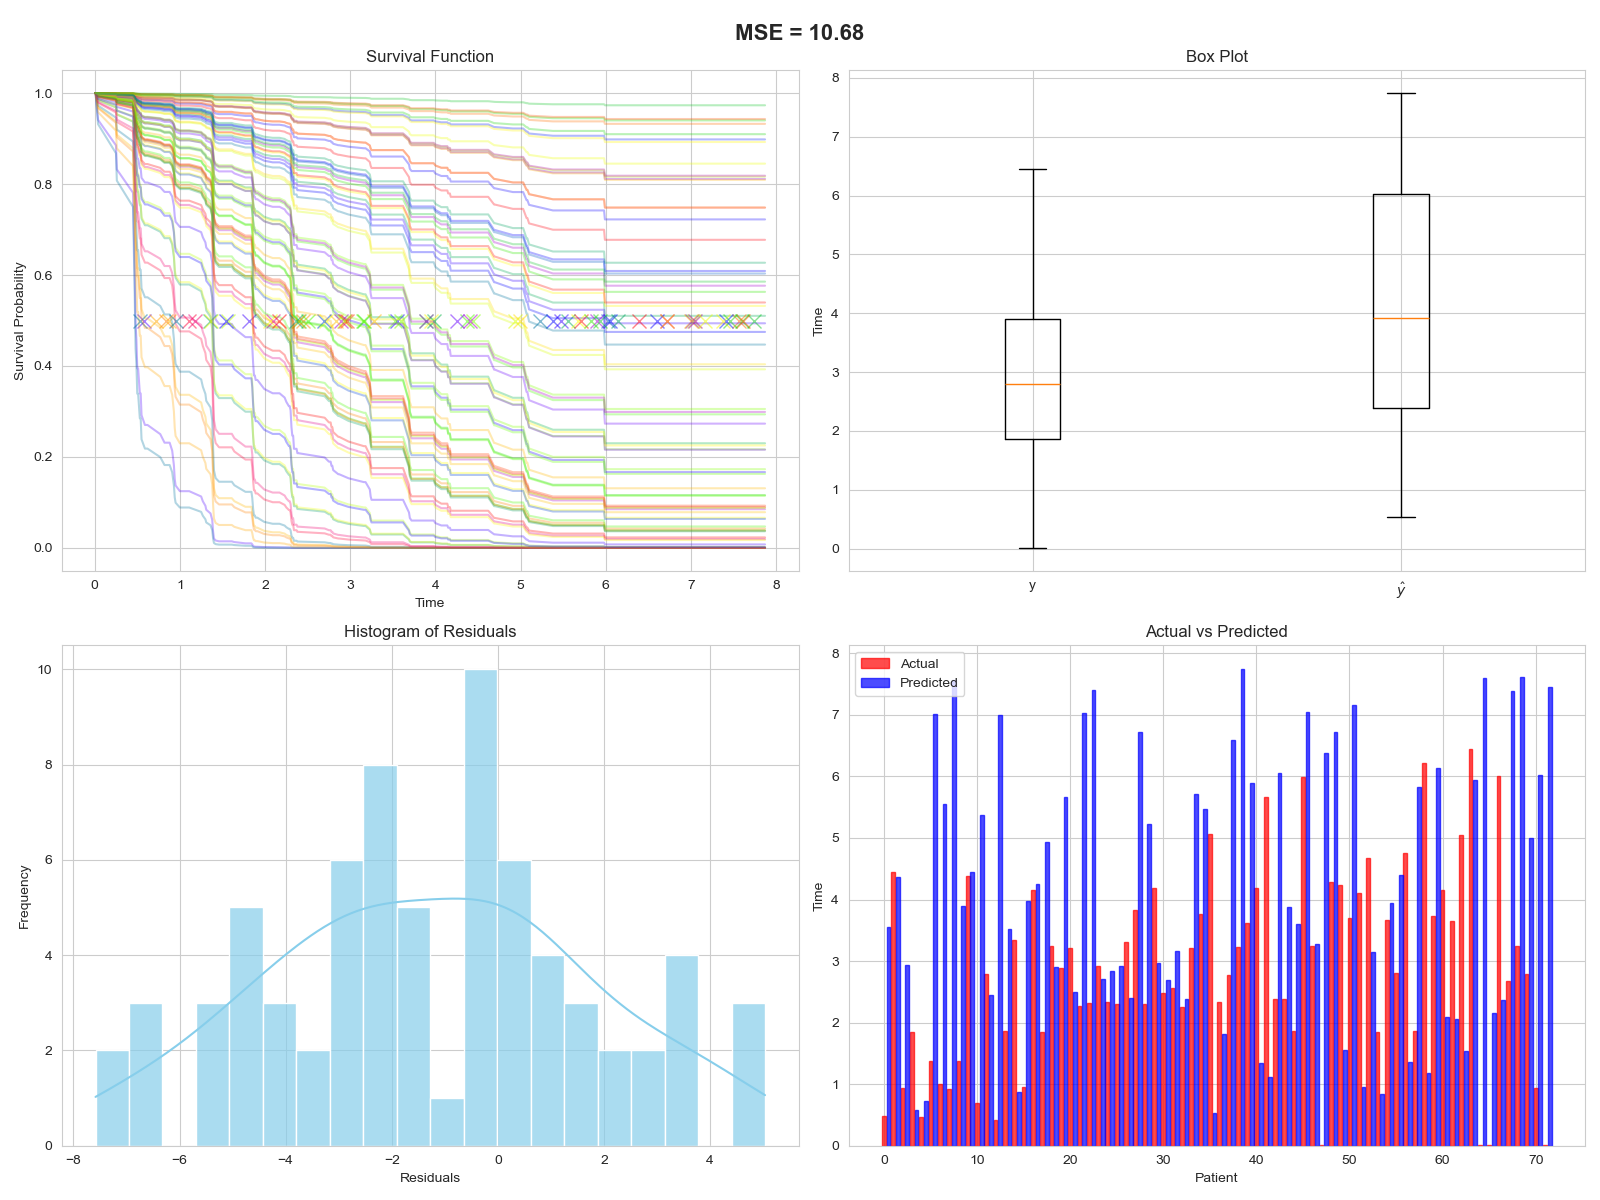 MSE = 10.68
Survival Function
Survival Probability
1.0
0.8
0.6
0.4
0.2
0.0
0 1 2 3 4 5 6 7 8
Time
Box Plot
Time
8
7
6
5
4
3
2
1
0
y ŷ
Histogram of Residuals
Frequency
10
8
6
4
2
0
−8 −6 −4 −2 0 2 4
Residuals
Actual vs Predicted
Actual
Predicted
Time
8
7
6
5
4
3
2
1
0
0 10 20 30 40 50 60 70
Patient